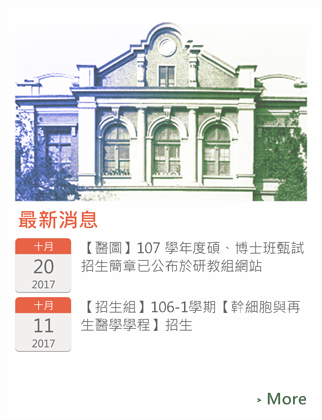 最新消息
十月
20
2017
【醫圖】107 學年度碩、博士班甄試
招生簡章已公布於研教組網站
十月
11
2017
【招生組】106-1學期【幹細胞與再
生醫學學程】招生
> More